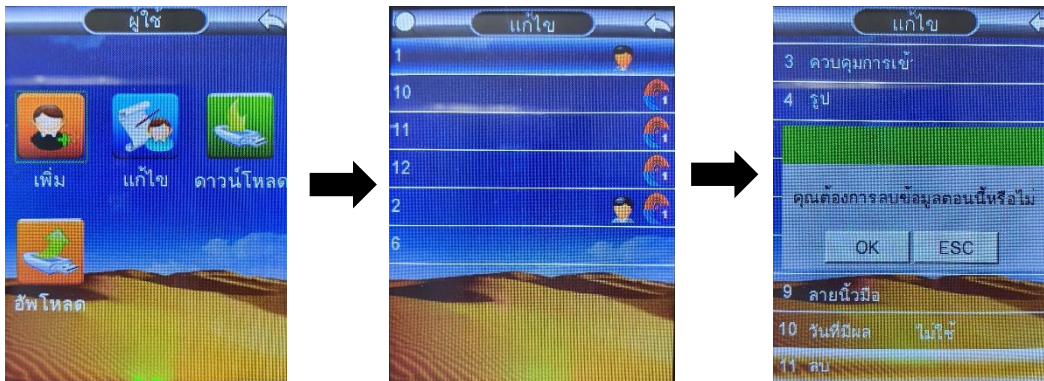 ผู้ใช้
เพิ่ม
แก้ไข
ดาวน์โหลด
อัพโหลด
แก้ไข
1
10 1
11 1
12 1
2 1
6
แก้ไข
3 ควบคุมการเข้า
4 รูป
คุณต้องการลบข้อมูลตอนนี้หรือไม่
OK ESC
9 ลายนิ้วมือ
10 วันที่มีผล ไม่ใช้
11 ลบ